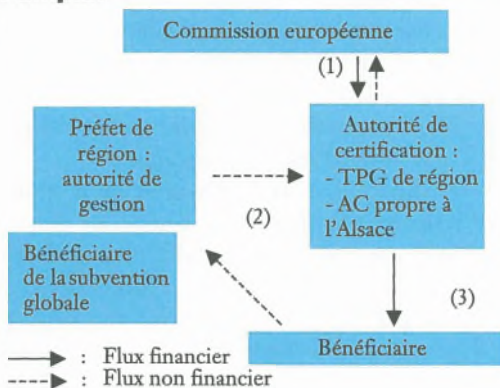 Commission européenne
(1)
Préfet de
région :
autorité de
gestion
Autorité de
certification :
- TPG de région
- AC propre à
l'Alsace
(2)
Bénéficiaire
de la subvention
globale
(3)
Bénéficiaire
: Flux financier
: Flux non financier